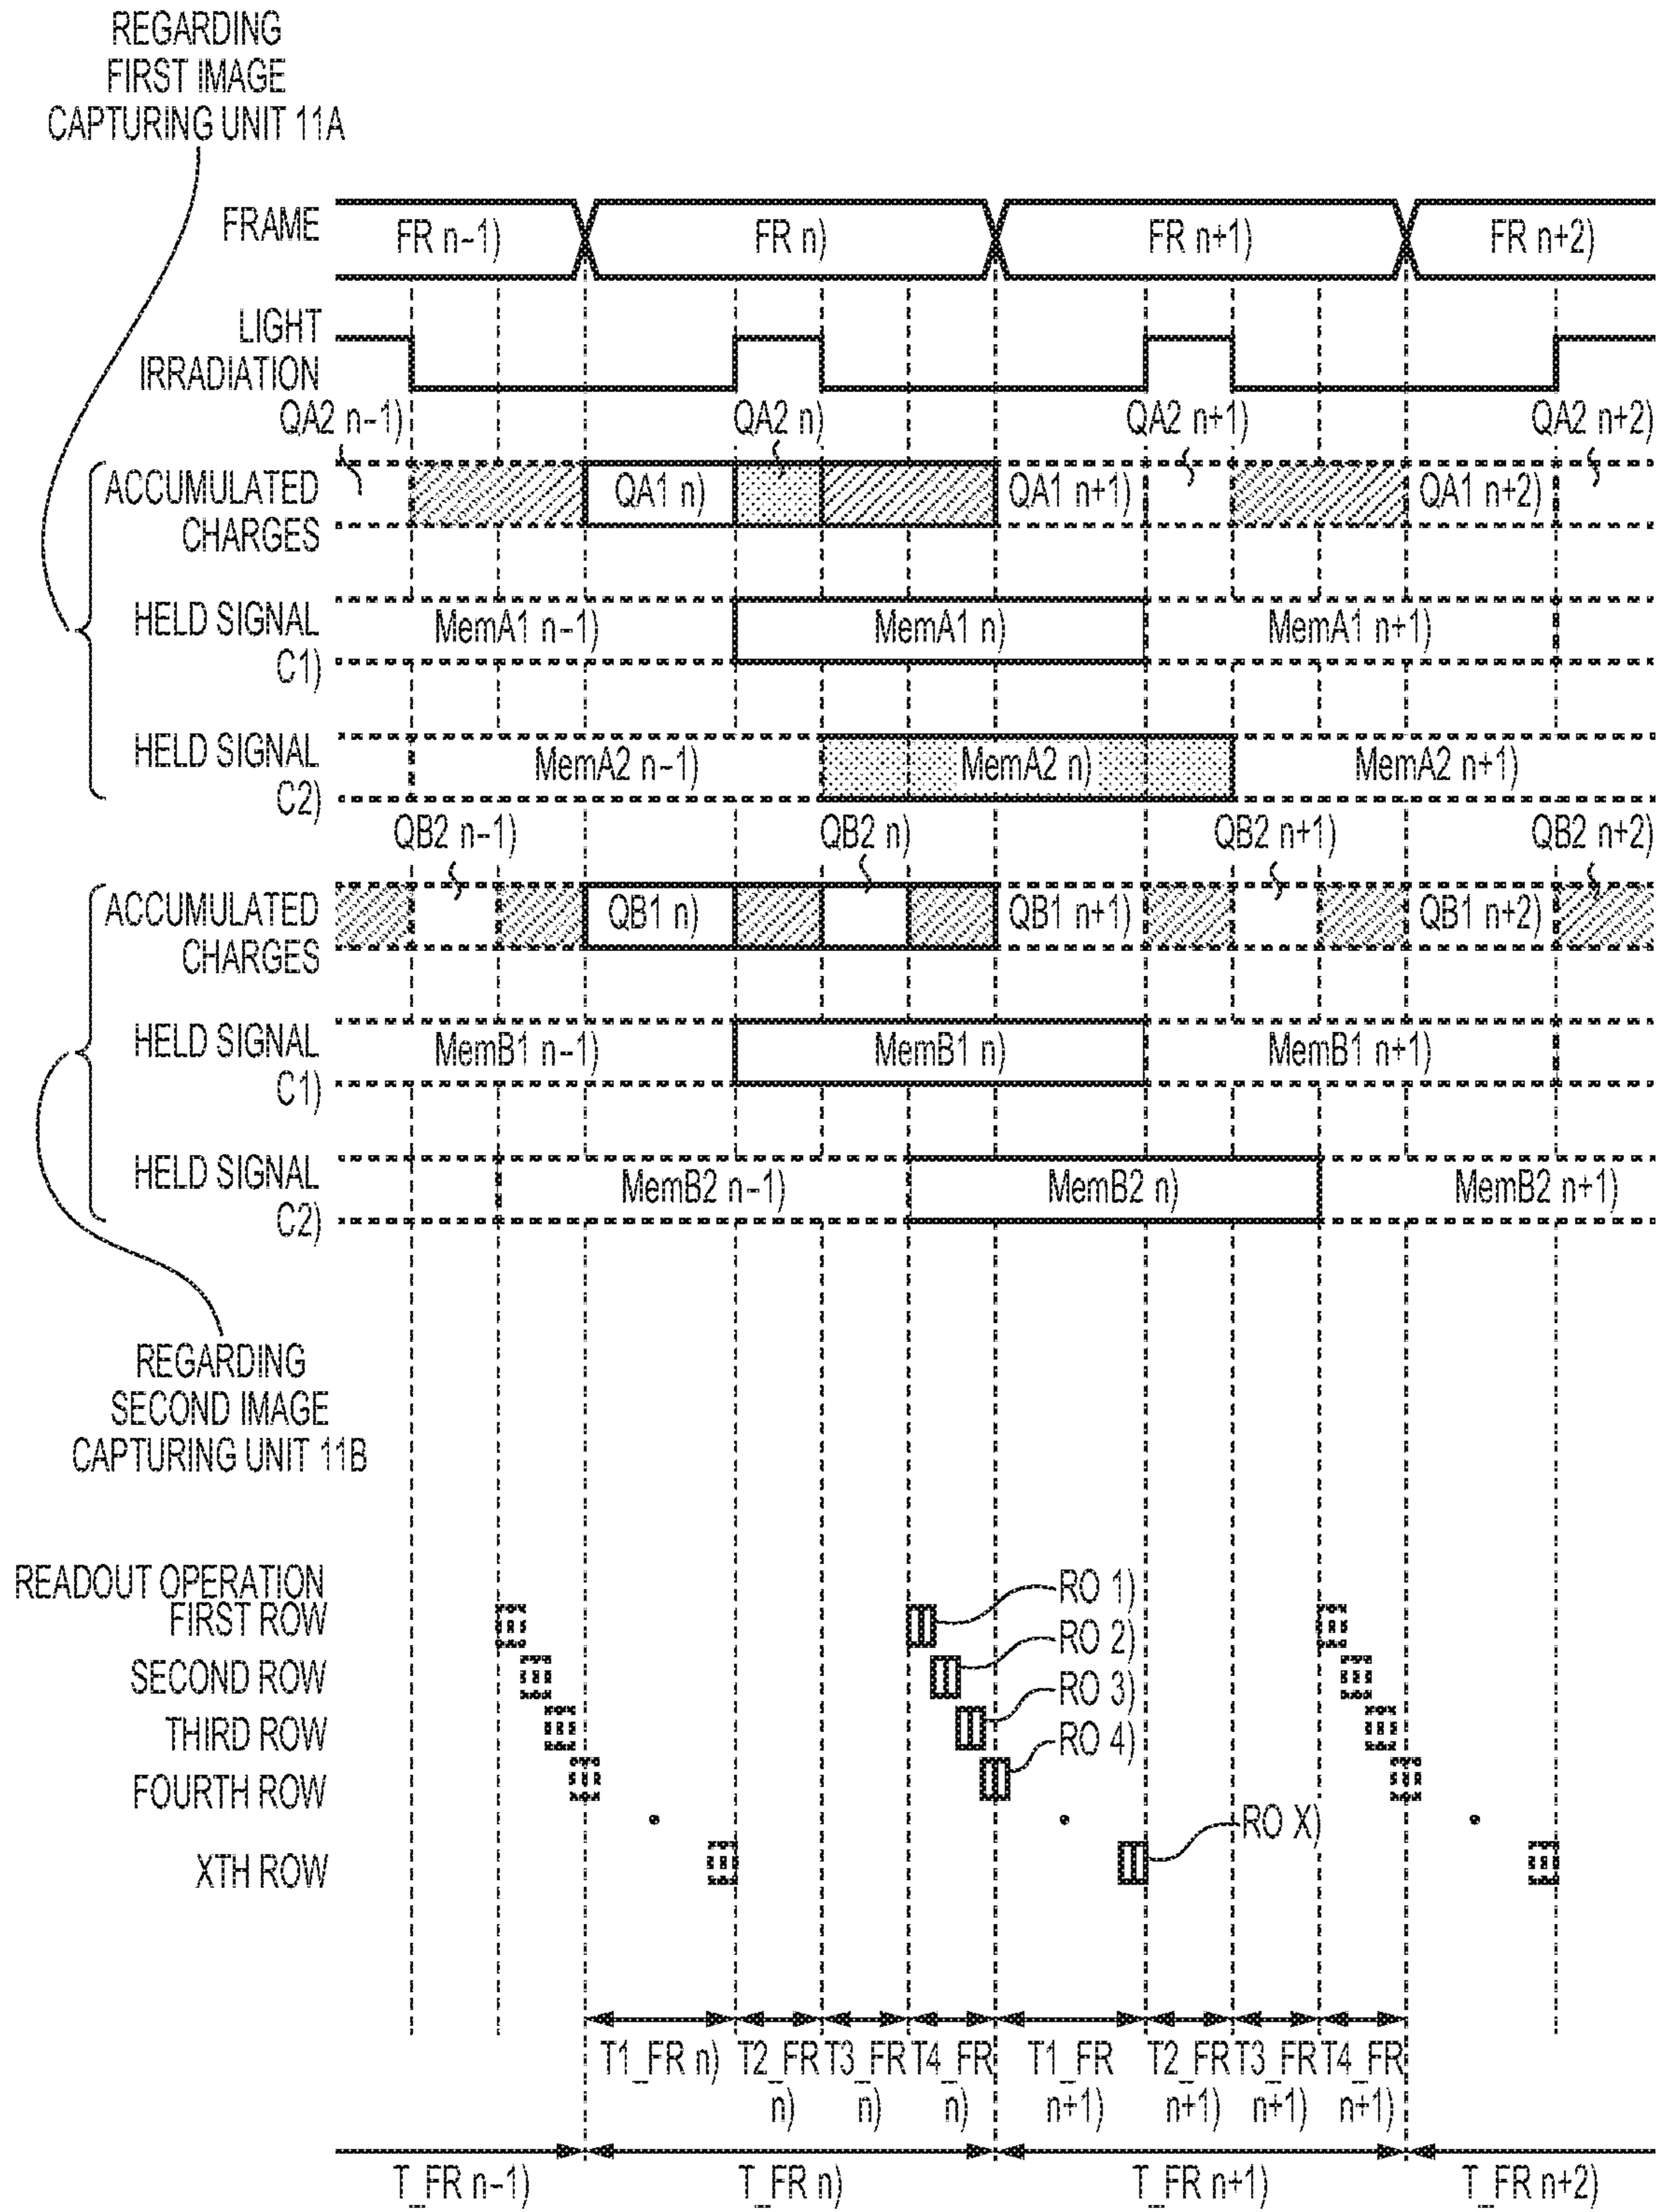 REGARDING
FIRST IMAGE
CAPTURING UNIT 11A
FRAME
FR n-1)
FR n)
FR n+1)
FR n+2)
LIGHT
IRRADIATION
QA2 n-1)
QA2 n)
QA2 n+1)
QA2 n+2)
ACCUMULATED
CHARGES
QA1 n)
QA1 n+1)
QA1 n+2)
HELD SIGNAL
C1)
MemA1 n-1)
MemA1 n)
MemA1 n+1)
HELD SIGNAL
C2)
MemA2 n-1)
MemA2 n)
MemA2 n+1)
QB2 n-1)
QB2 n)
QB2 n+1)
QB2 n+2)
ACCUMULATED
CHARGES
QB1 n)
QB1 n+1)
QB1 n+2)
HELD SIGNAL
C1)
MemB1 n-1)
MemB1 n)
MemB1 n+1)
HELD SIGNAL
C2)
MemB2 n-1)
MemB2 n)
MemB2 n+1)
REGARDING
SECOND IMAGE
CAPTURING UNIT 11B
READOUT OPERATION
FIRST ROW
RO 1)
SECOND ROW
RO 2)
THIRD ROW
RO 3)
FOURTH ROW
RO 4)
XTH ROW
RO X)
T1_FR n)
T2_FR
n)
T3_FR
n)
T4_FR
n)
T1_FR
n+1)
T2_FR
n+1)
T3_FR
n+1)
T4_FR
n+1)
T_FR n-1)
T_FR n)
T_FR n+1)
T_FR n+2)